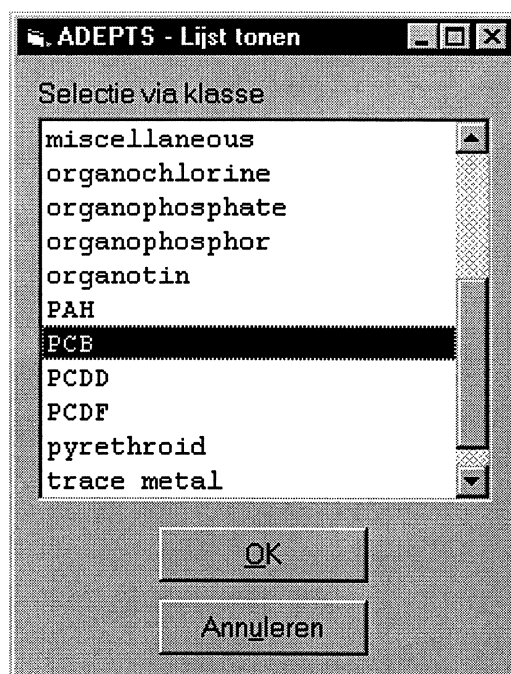 ADEPTS - Lijst tonen
Selectie via klasse
miscellaneous
organochlorine
organophosphate
organophosphor
organotin
PAH
PCB
PCDD
PCDF
pyrethroid
trace metal
OK
Annuleren